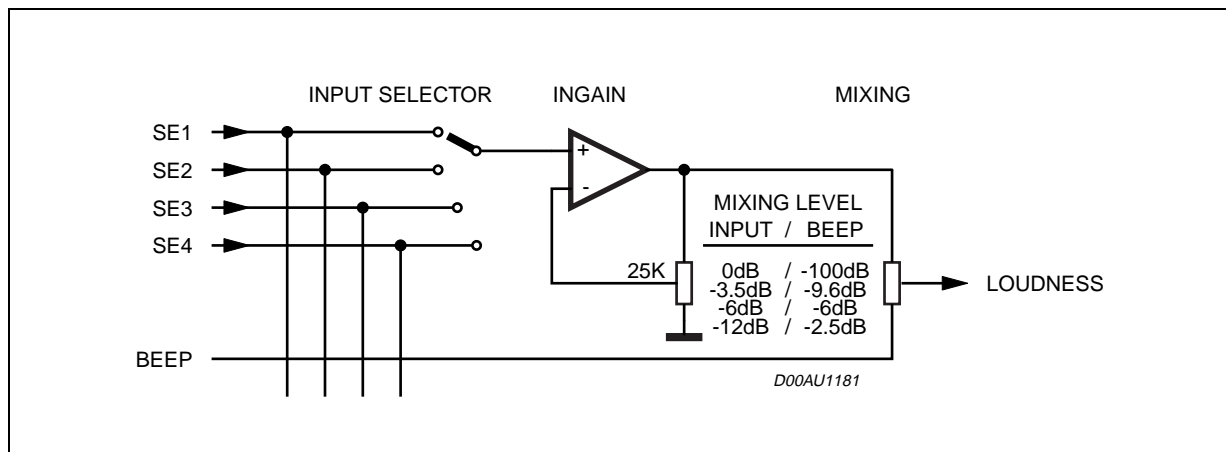 INPUT SELECTOR INGAIN MIXING
SE1
SE2
SE3
SE4
+
-
MIXING LEVEL
INPUT / BEEP
25K
0dB / -100dB
-3.5dB / -9.6dB
-6dB / -6dB
-12dB / -2.5dB
LOUDNESS
BEEP
D00AU1181